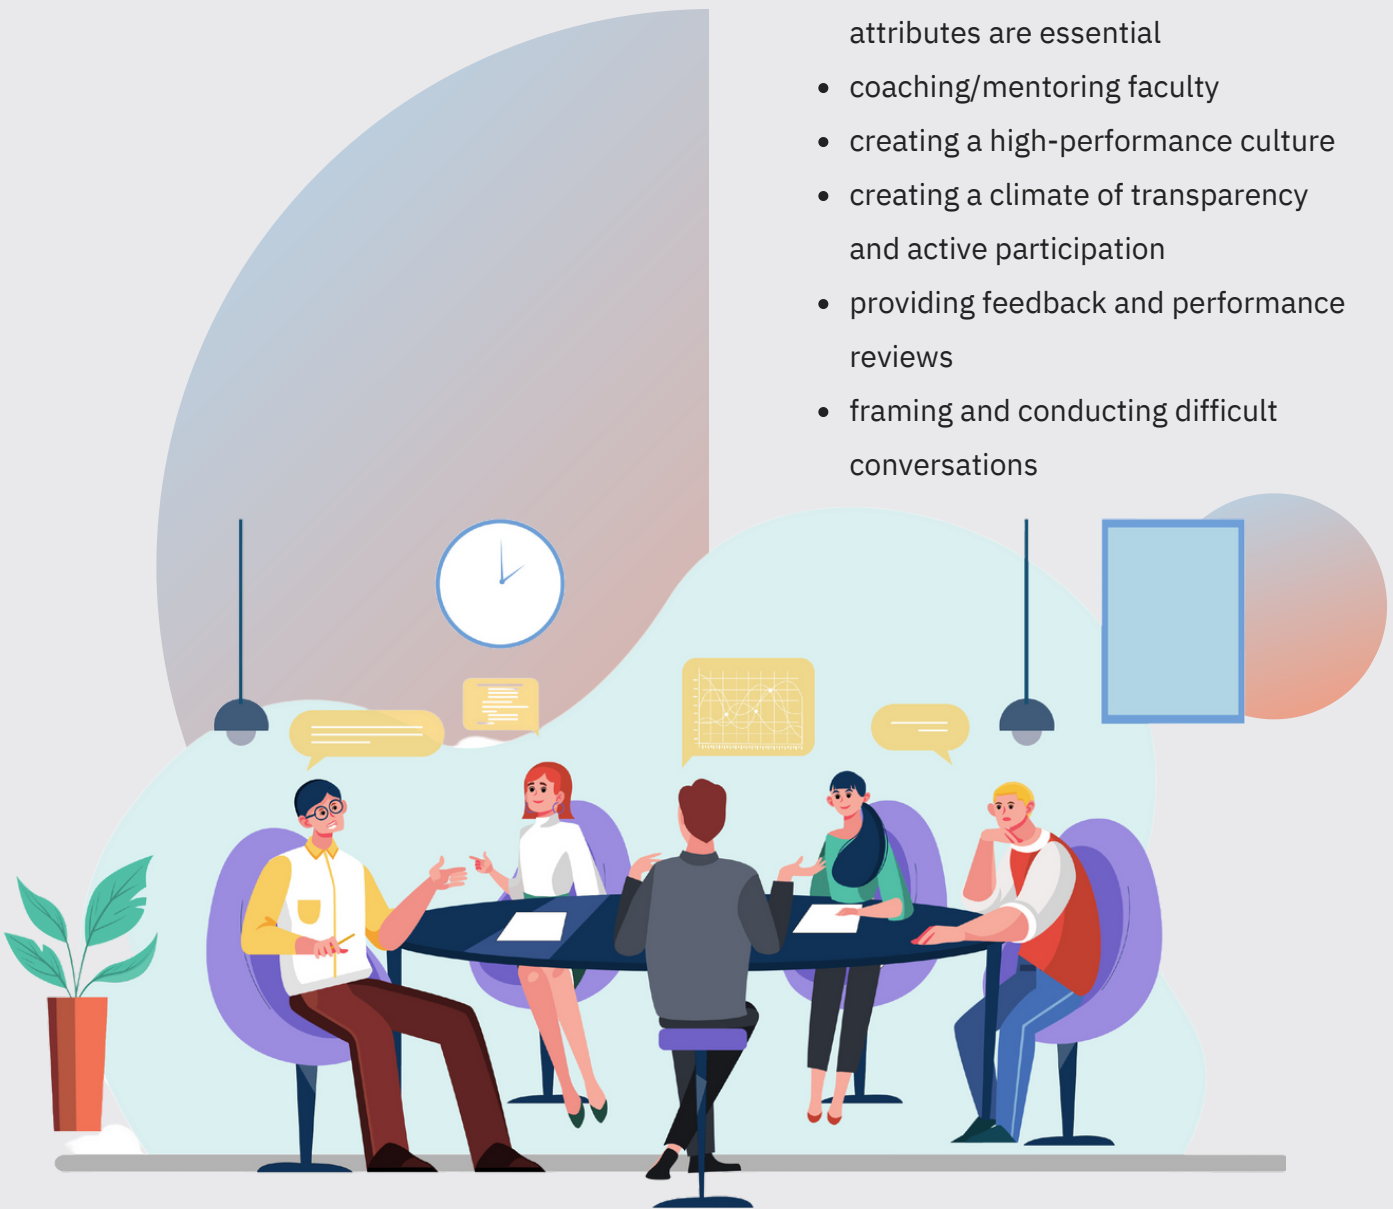 attributes are essential
• coaching/mentoring faculty
• creating a high-performance culture
• creating a climate of transparency
and active participation
• providing feedback and performance
reviews
• framing and conducting difficult
conversations